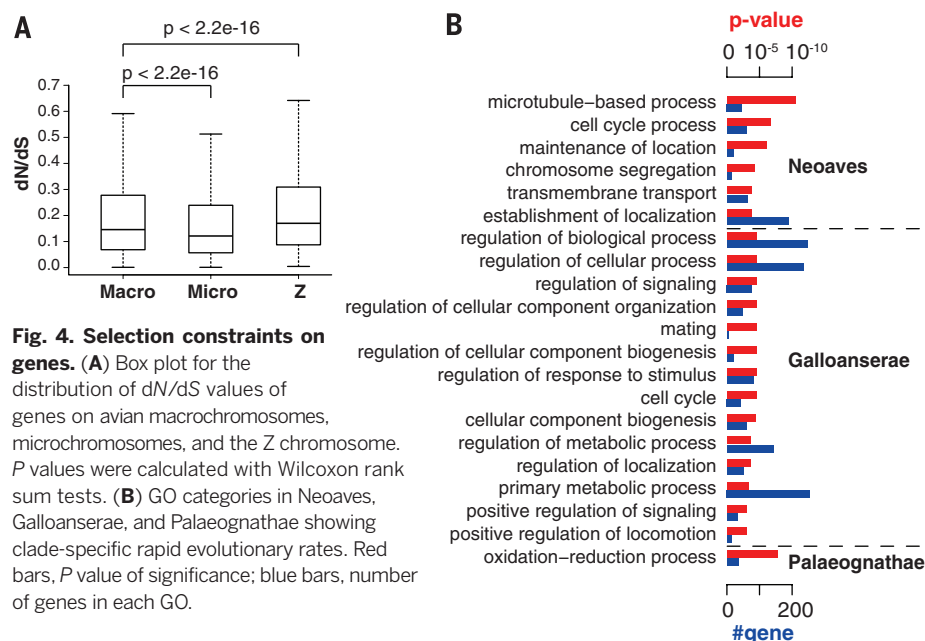 A
p < 2.2e-16
p < 2.2e-16
dN/dS
0.7
0.6
0.5
0.4
0.3
0.2
0.1
0.0
Macro
Micro
Z
Fig. 4. Selection constraints on
genes. (A) Box plot for the
distribution of dN/dS values of
genes on avian macrochromosomes,
microchromosomes, and the Z chromosome.
P values were calculated with Wilcoxon rank
sum tests. (B) GO categories in Neoaves,
Galloanserae, and Palaeognathae showing
clade-specific rapid evolutionary rates. Red
bars, P value of significance; blue bars, number
of genes in each GO.
B
p-value
0 10⁻⁵ 10⁻¹⁰
microtubule−based process
cell cycle process
maintenance of location
chromosome segregation
transmembrane transport
establishment of localization
Neoaves
regulation of biological process
regulation of cellular process
regulation of signaling
regulation of cellular component organization
mating
regulation of cellular component biogenesis
regulation of response to stimulus
cell cycle
cellular component biogenesis
regulation of metabolic process
regulation of localization
primary metabolic process
positive regulation of signaling
positive regulation of locomotion
Galloanserae
oxidation−reduction process
Palaeognathae
0 200
#gene